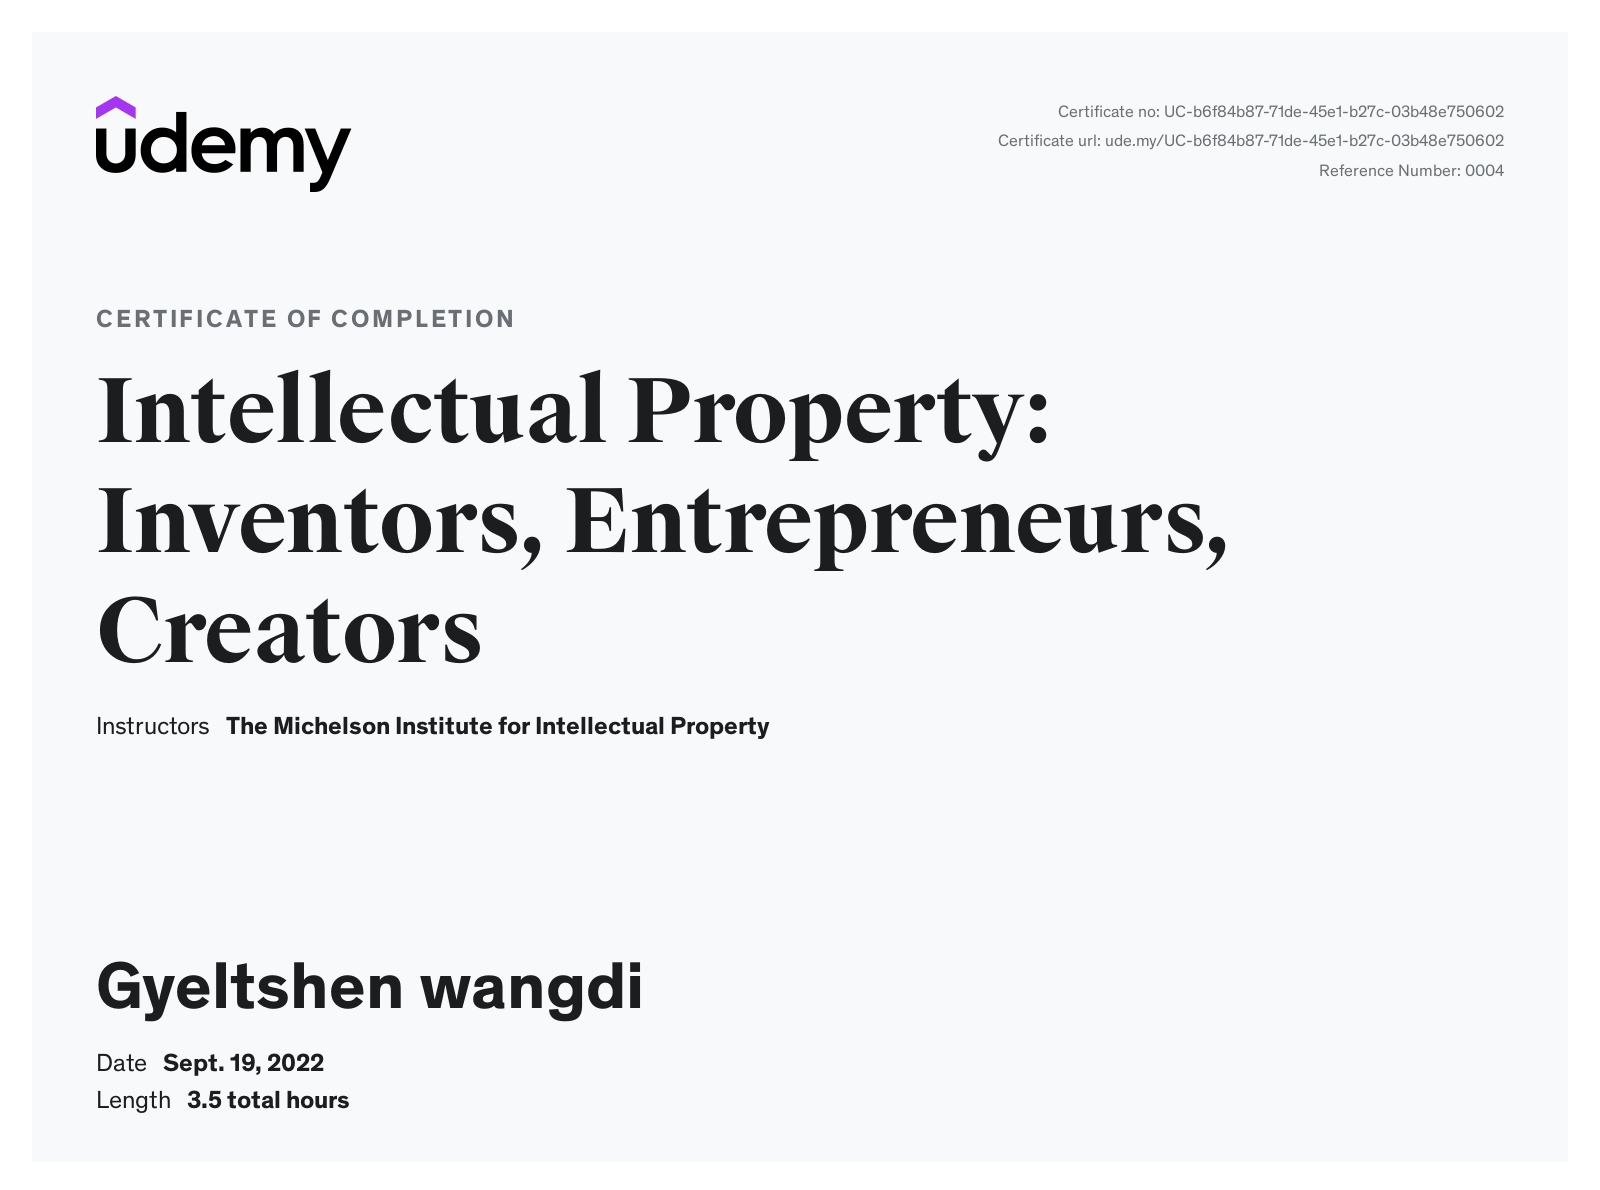 udemy
Certificate no: UC-b6f84b87-71de-45e1-b27c-03b48e750602
Certificate url: ude.my/UC-b6f84b87-71de-45e1-b27c-03b48e750602
Reference Number: 0004
CERTIFICATE OF COMPLETION
Intellectual Property:
Inventors, Entrepreneurs,
Creators
Instructors The Michelson Institute for Intellectual Property
Gyeltshen wangdi
Date Sept. 19, 2022
Length 3.5 total hours